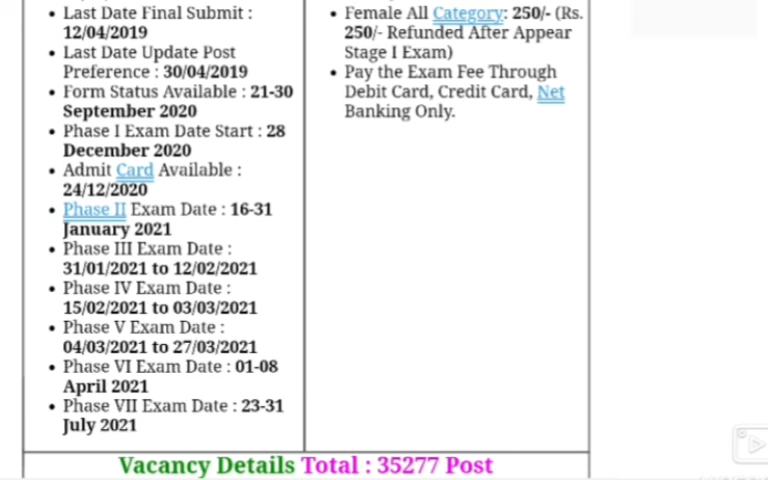 Last Date Final Submit :
12/04/2019
Last Date Update Post
Preference : 30/04/2019
Form Status Available : 21-30
September 2020
Phase I Exam Date Start : 28
December 2020
Admit Card Available :
24/12/2020
Phase II Exam Date : 16-31
January 2021
Phase III Exam Date :
31/01/2021 to 12/02/2021
Phase IV Exam Date :
15/02/2021 to 03/03/2021
Phase V Exam Date :
04/03/2021 to 27/03/2021
Phase VI Exam Date : 01-08
April 2021
Phase VII Exam Date : 23-31
July 2021
Female All Category: 250/- (Rs.
250/- Refunded After Appear
Stage I Exam)
Pay the Exam Fee Through
Debit Card, Credit Card, Net
Banking Only.
Vacancy Details Total : 35277 Post